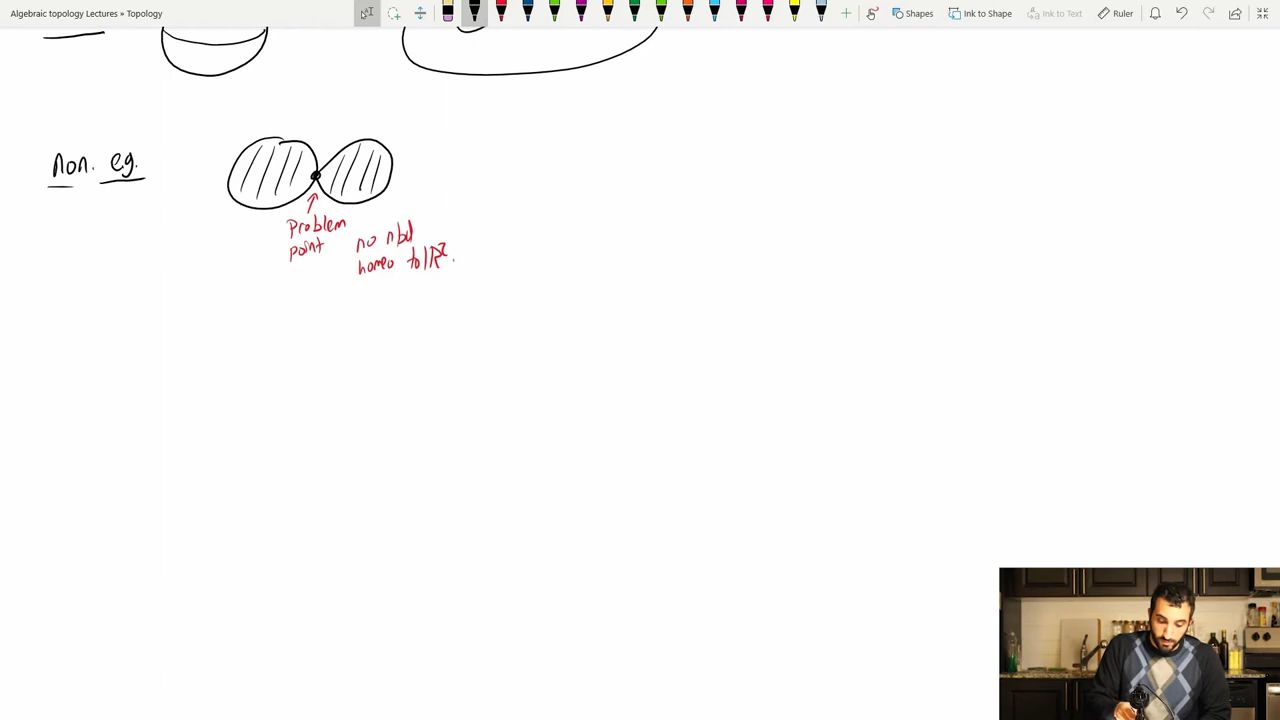 Algebraic topology Lectures » Topology
Shapes
Ink to Shape
Ink to Text
Ruler
non. e.g.
problem
point
no nbd
homeo to ℝ².